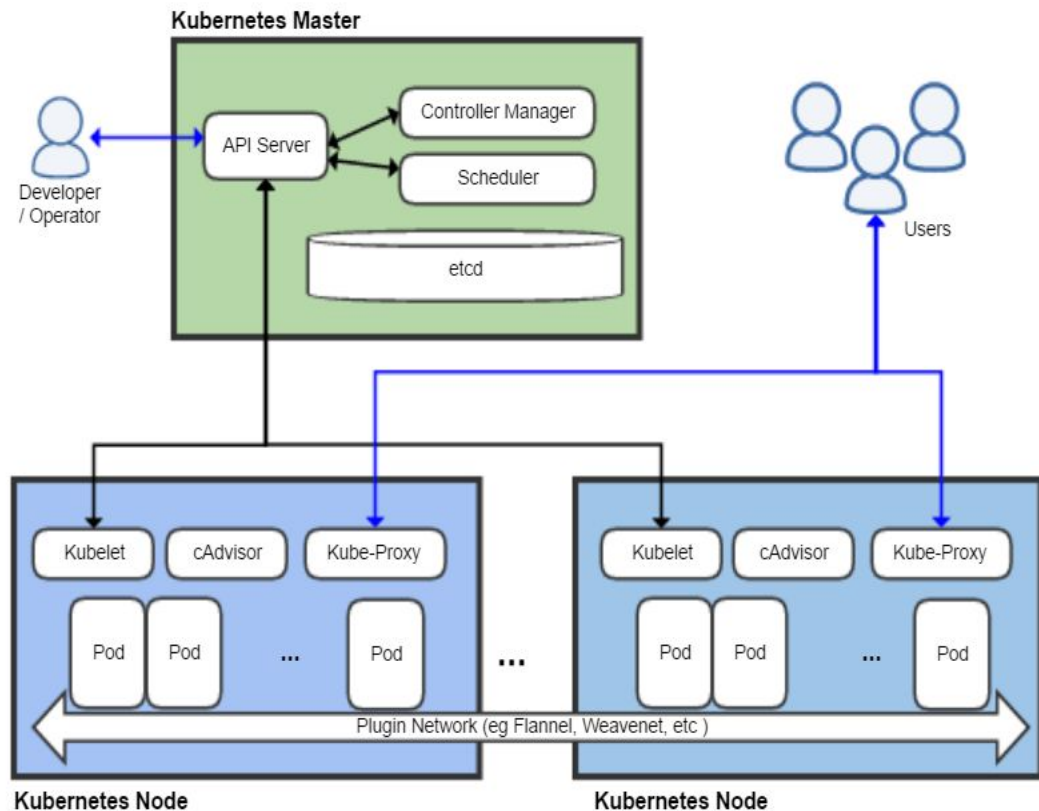 Kubernetes Master
Controller Manager
API Server
Scheduler
Developer
/ Operator
Users
etcd
Kubelet
cAdvisor
Kube-Proxy
Kubelet
cAdvisor
Kube-Proxy
Pod
Pod
...
Pod
...
Pod
Pod
...
Pod
Plugin Network (eg Flannel, Weavenet, etc )
Kubernetes Node
Kubernetes Node